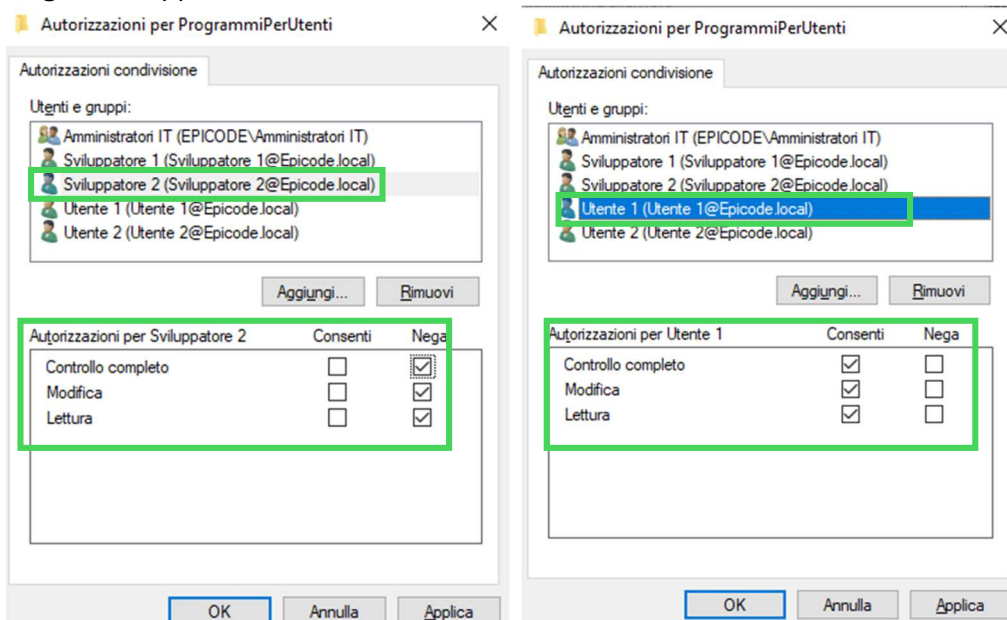 Autorizzazioni per ProgrammiPerUtenti
Autorizzazioni condivisione
Utenti e gruppi:
Amministratori IT (EPICODE\Amministratori IT)
Sviluppatore 1 (Sviluppatore 1@Epicode.local)
Sviluppatore 2 (Sviluppatore 2@Epicode.local)
Utente 1 (Utente 1@Epicode.local)
Utente 2 (Utente 2@Epicode.local)
Aggiungi... Rimuovi
Autorizzazioni per Sviluppatore 2 Consenti Nega
Controllo completo
Modifica
Lettura
OK Annulla Applica
Autorizzazioni per ProgrammiPerUtenti
Autorizzazioni condivisione
Utenti e gruppi:
Amministratori IT (EPICODE\Amministratori IT)
Sviluppatore 1 (Sviluppatore 1@Epicode.local)
Sviluppatore 2 (Sviluppatore 2@Epicode.local)
Utente 1 (Utente 1@Epicode.local)
Utente 2 (Utente 2@Epicode.local)
Aggiungi... Rimuovi
Autorizzazioni per Utente 1 Consenti Nega
Controllo completo
Modifica
Lettura
OK Annulla Applica